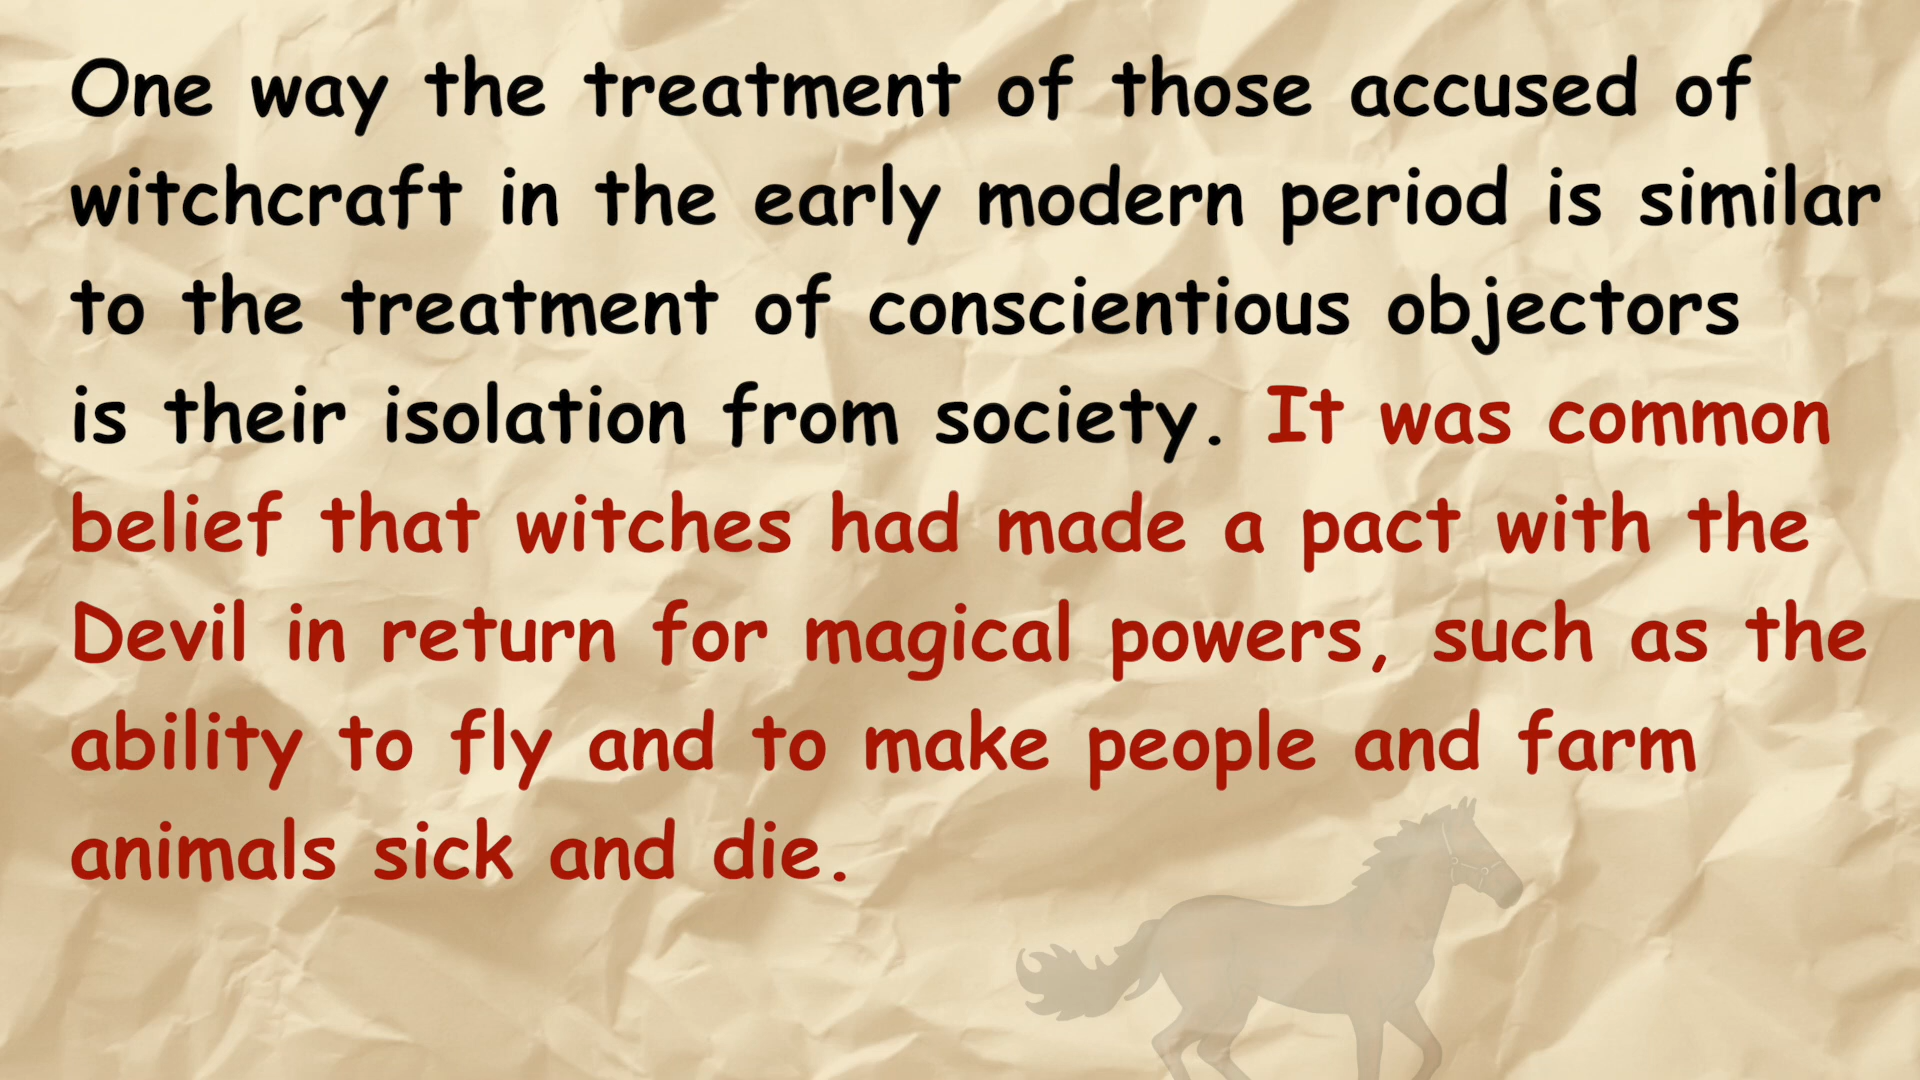 One way the treatment of those accused of
witchcraft in the early modern period is similar
to the treatment of conscientious objectors
is their isolation from society. It was common
belief that witches had made a pact with the
Devil in return for magical powers, such as the
ability to fly and to make people and farm
animals sick and die.